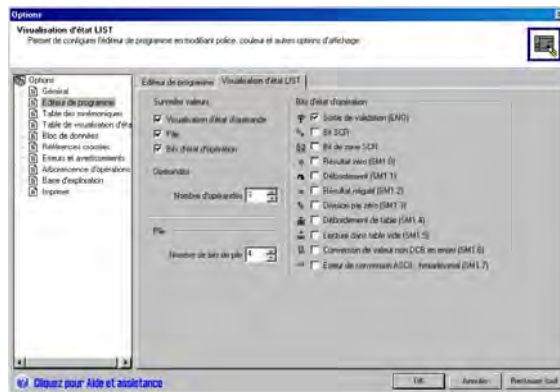 Options
Visualisation d'état LIST
Permet de configurer l'éditeur de programme en modifiant police, couleur et autres options d'affichage.
Options
Général
Editeur de programme
Table des mnémoniques
Table de visualisation d'éta
Bloc de données
Références croisées
Erreurs et avertissements
Arborescence d'opérations
Barre d'exploration
Imprimer
Editeur de programme
Visualisation d'état LIST
Surveiller valeurs
Visualisation d'état d'opérande
Pile
Bits d'état d'opération
Opérandes
Nombre d'opérandes
Pile
Nombre de bits de pile 4
Bits d'état d'opération
Sortie de validation (ENO)
Bit SCR
Bit de zone SCR
Résultat zéro (SM1.0)
Débordement (SM1.1)
Résultat négatif (SM1.2)
Division par zéro (SM1.3)
Débordement de table (SM1.4)
Lecture dans table vide (SM1.5)
Conversion de valeur non DCB en entier (SM1.6)
Erreur de conversion ASCII - hexadécimal (SM1.7)
Cliquez pour Aide et assistance
OK
Annuler
Restaurer tout